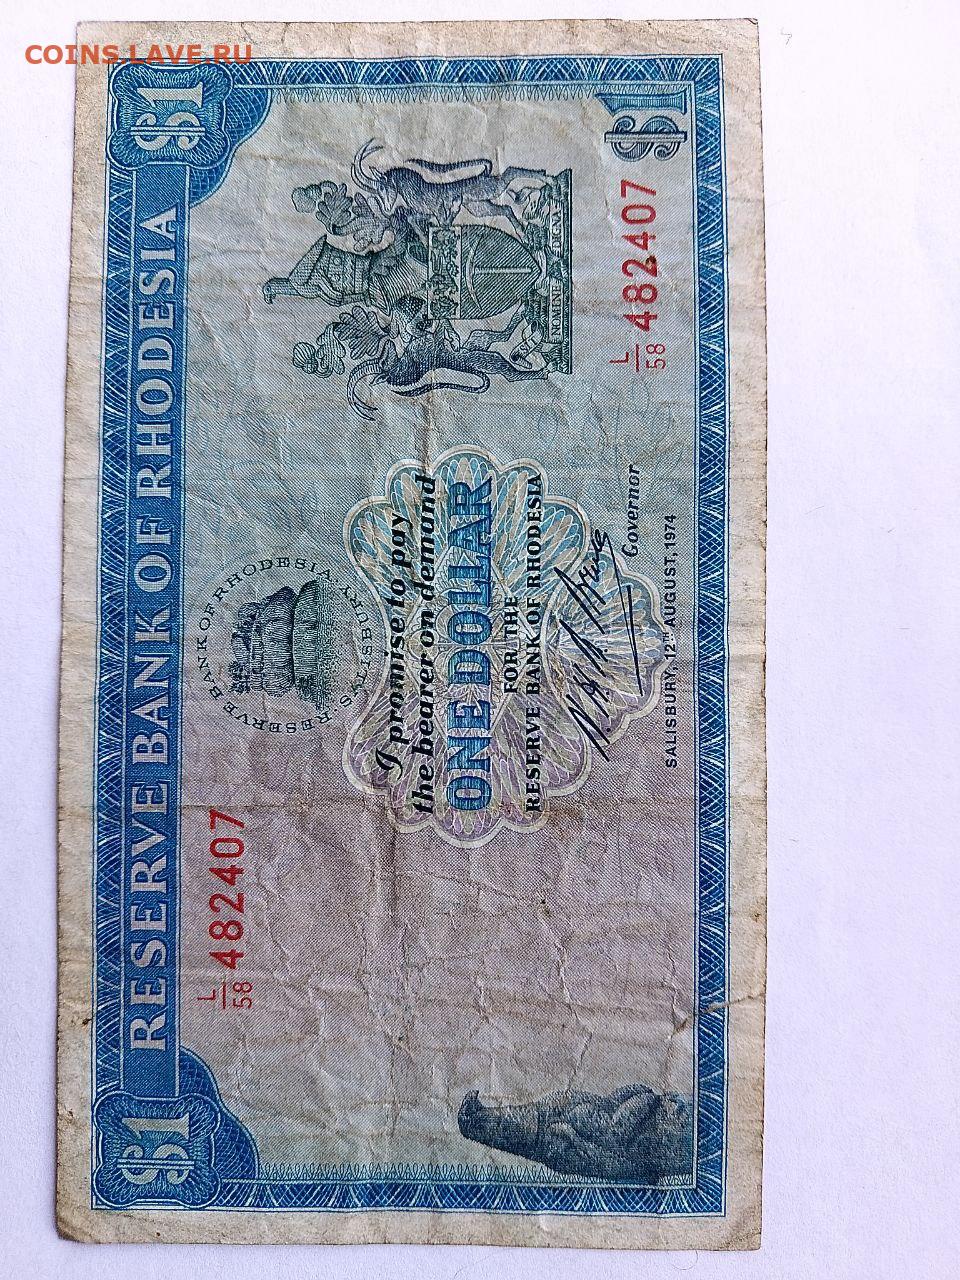 COINS.LAVE.RU
$1 RESERVE BANK OF RHODESIA $1
L/58 482407
RESERVE BANK OF RHODESIA
SALISBURY
I promise to pay
the bearer on demand
ONE DOLLAR
FOR THE
RESERVE BANK OF RHODESIA
Governor
SALISBURY, 12TH AUGUST, 1974
NOMINE DIGNA
L/58 482407
$1